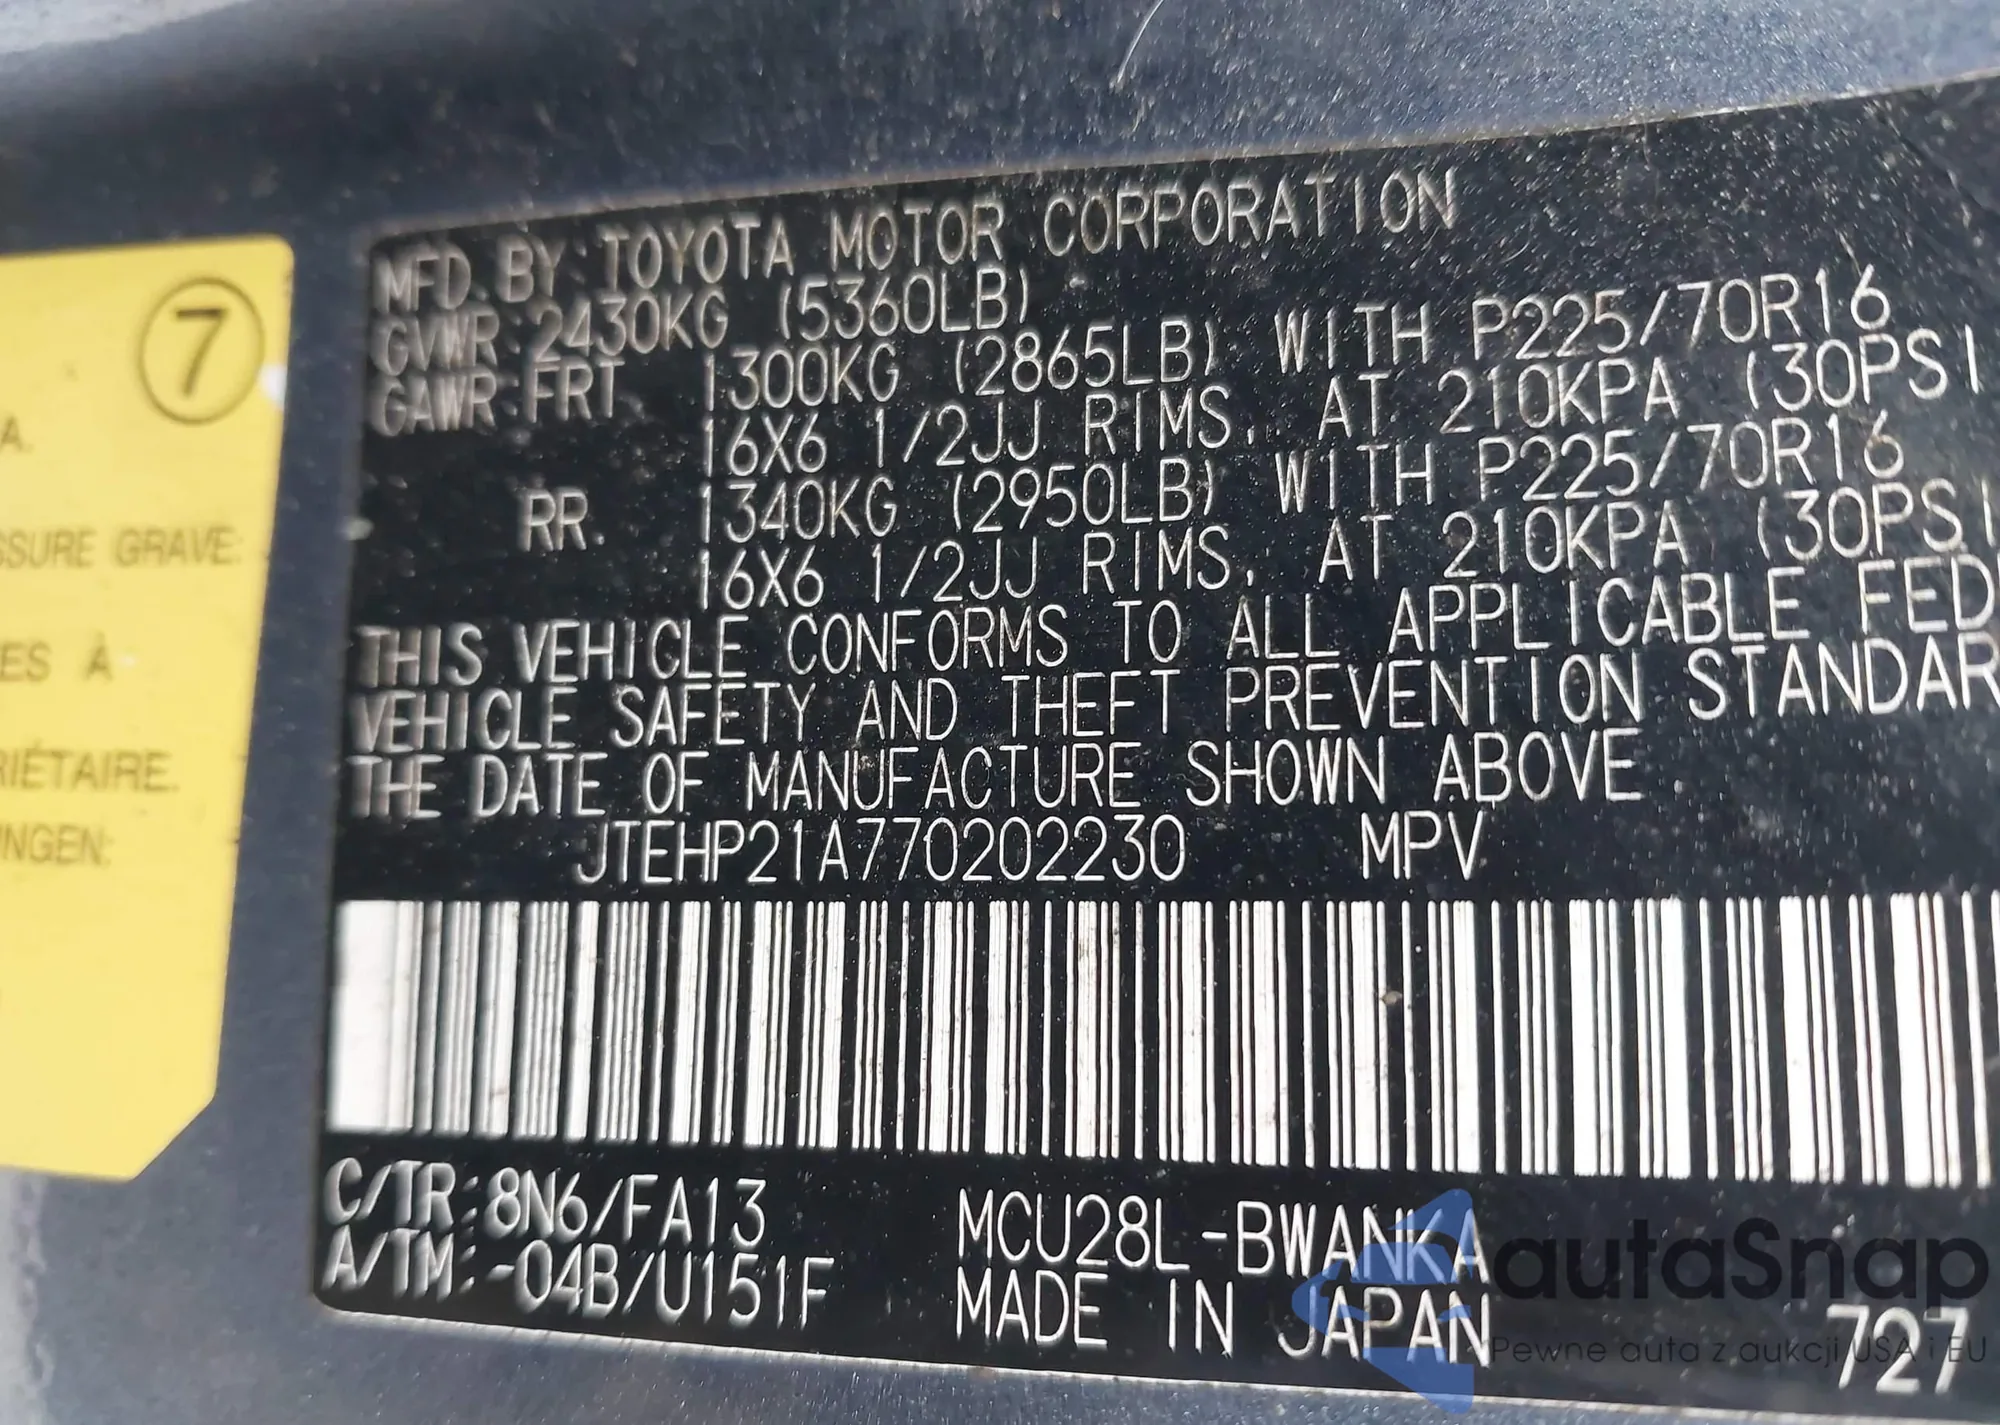 7
A.
SSURE GRAVE:
ES À
RIÉTAIRE.
NGEN:
MFD. BY TOYOTA MOTOR CORPORATION
GVWR 2430KG (5360LB)
GAWR FRT 1300KG (2865LB) WITH P225/70R16
16X6 1/2JJ RIMS, AT 210KPA (30PSI
RR. 1340KG (2950LB) WITH P225/70R16
16X6 1/2JJ RIMS, AT 210KPA (30PSI
THIS VEHICLE CONFORMS TO ALL APPLICABLE FED
VEHICLE SAFETY AND THEFT PREVENTION STANDAR
THE DATE OF MANUFACTURE SHOWN ABOVE
JTEHP21A770202230 MPV
C/TR: 8N6/FA13 MCU28L-BWANKA
A/TM: -04B/U151F MADE IN JAPAN 727
autaSnap
Pewne auta z aukcji USA i EU